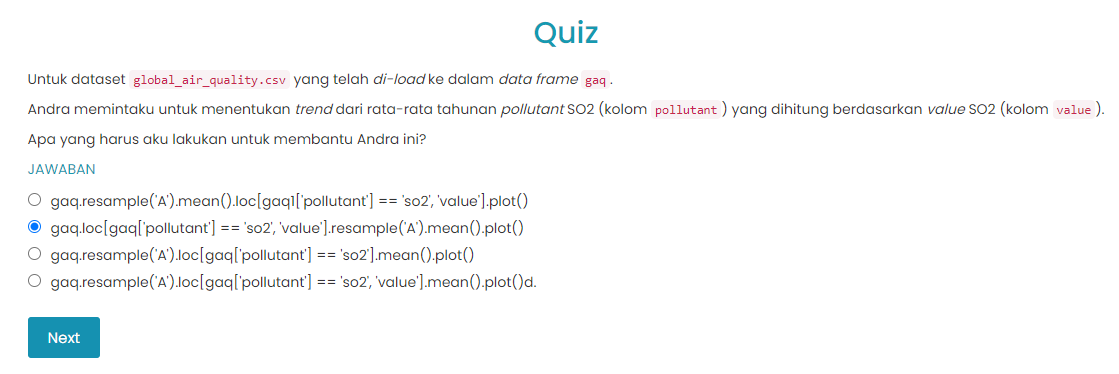 Quiz
Untuk dataset global_air_quality.csv yang telah di-load ke dalam data frame gaq .
Andra memintaku untuk menentukan trend dari rata-rata tahunan pollutant SO2 (kolom pollutant ) yang dihitung berdasarkan value SO2 (kolom value ).
Apa yang harus aku lakukan untuk membantu Andra ini?
JAWABAN
gaq.resample('A').mean().loc[gaq1['pollutant'] == 'so2', 'value'].plot()
gaq.loc[gaq['pollutant'] == 'so2', 'value'].resample('A').mean().plot()
gaq.resample('A').loc[gaq['pollutant'] == 'so2'].mean().plot()
gaq.resample('A').loc[gaq['pollutant'] == 'so2', 'value'].mean().plot()d.
Next